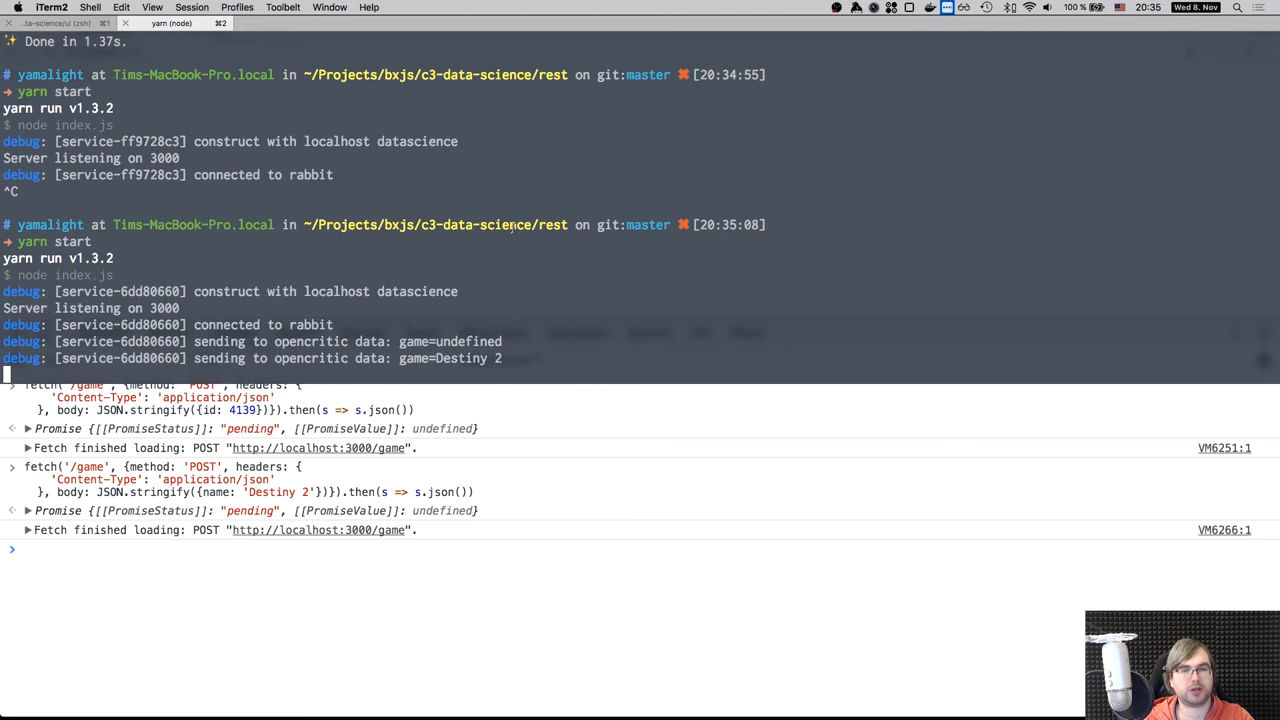 iTerm2 Shell Edit View Session Profiles Toolbelt Window Help 100 % 20:35 Wed 8. Nov
..ta-science/ui (zsh) ⌘1 yarn (node) ⌘2
✨ Done in 1.37s.
# yamalight at Tims-MacBook-Pro.local in ~/Projects/bxjs/c3-data-science/rest on git:master ✖ [20:34:55]
→ yarn start
yarn run v1.3.2
$ node index.js
debug: [service-ff9728c3] construct with localhost datascience
Server listening on 3000
debug: [service-ff9728c3] connected to rabbit
^C
# yamalight at Tims-MacBook-Pro.local in ~/Projects/bxjs/c3-data-science/rest on git:master ✖ [20:35:08]
→ yarn start
yarn run v1.3.2
$ node index.js
debug: [service-6dd80660] construct with localhost datascience
Server listening on 3000
debug: [service-6dd80660] connected to rabbit
debug: [service-6dd80660] sending to opencritic data: game=undefined
debug: [service-6dd80660] sending to opencritic data: game=Destiny 2
fetch('/game', {method: 'POST', headers: {
'Content-Type': 'application/json'
}, body: JSON.stringify({id: 4139})}).then(s => s.json())
Promise {[[PromiseStatus]]: "pending", [[PromiseValue]]: undefined}
Fetch finished loading: POST "http://localhost:3000/game". VM6251:1
fetch('/game', {method: 'POST', headers: {
'Content-Type': 'application/json'
}, body: JSON.stringify({name: 'Destiny 2'})}).then(s => s.json())
Promise {[[PromiseStatus]]: "pending", [[PromiseValue]]: undefined}
Fetch finished loading: POST "http://localhost:3000/game". VM6266:1